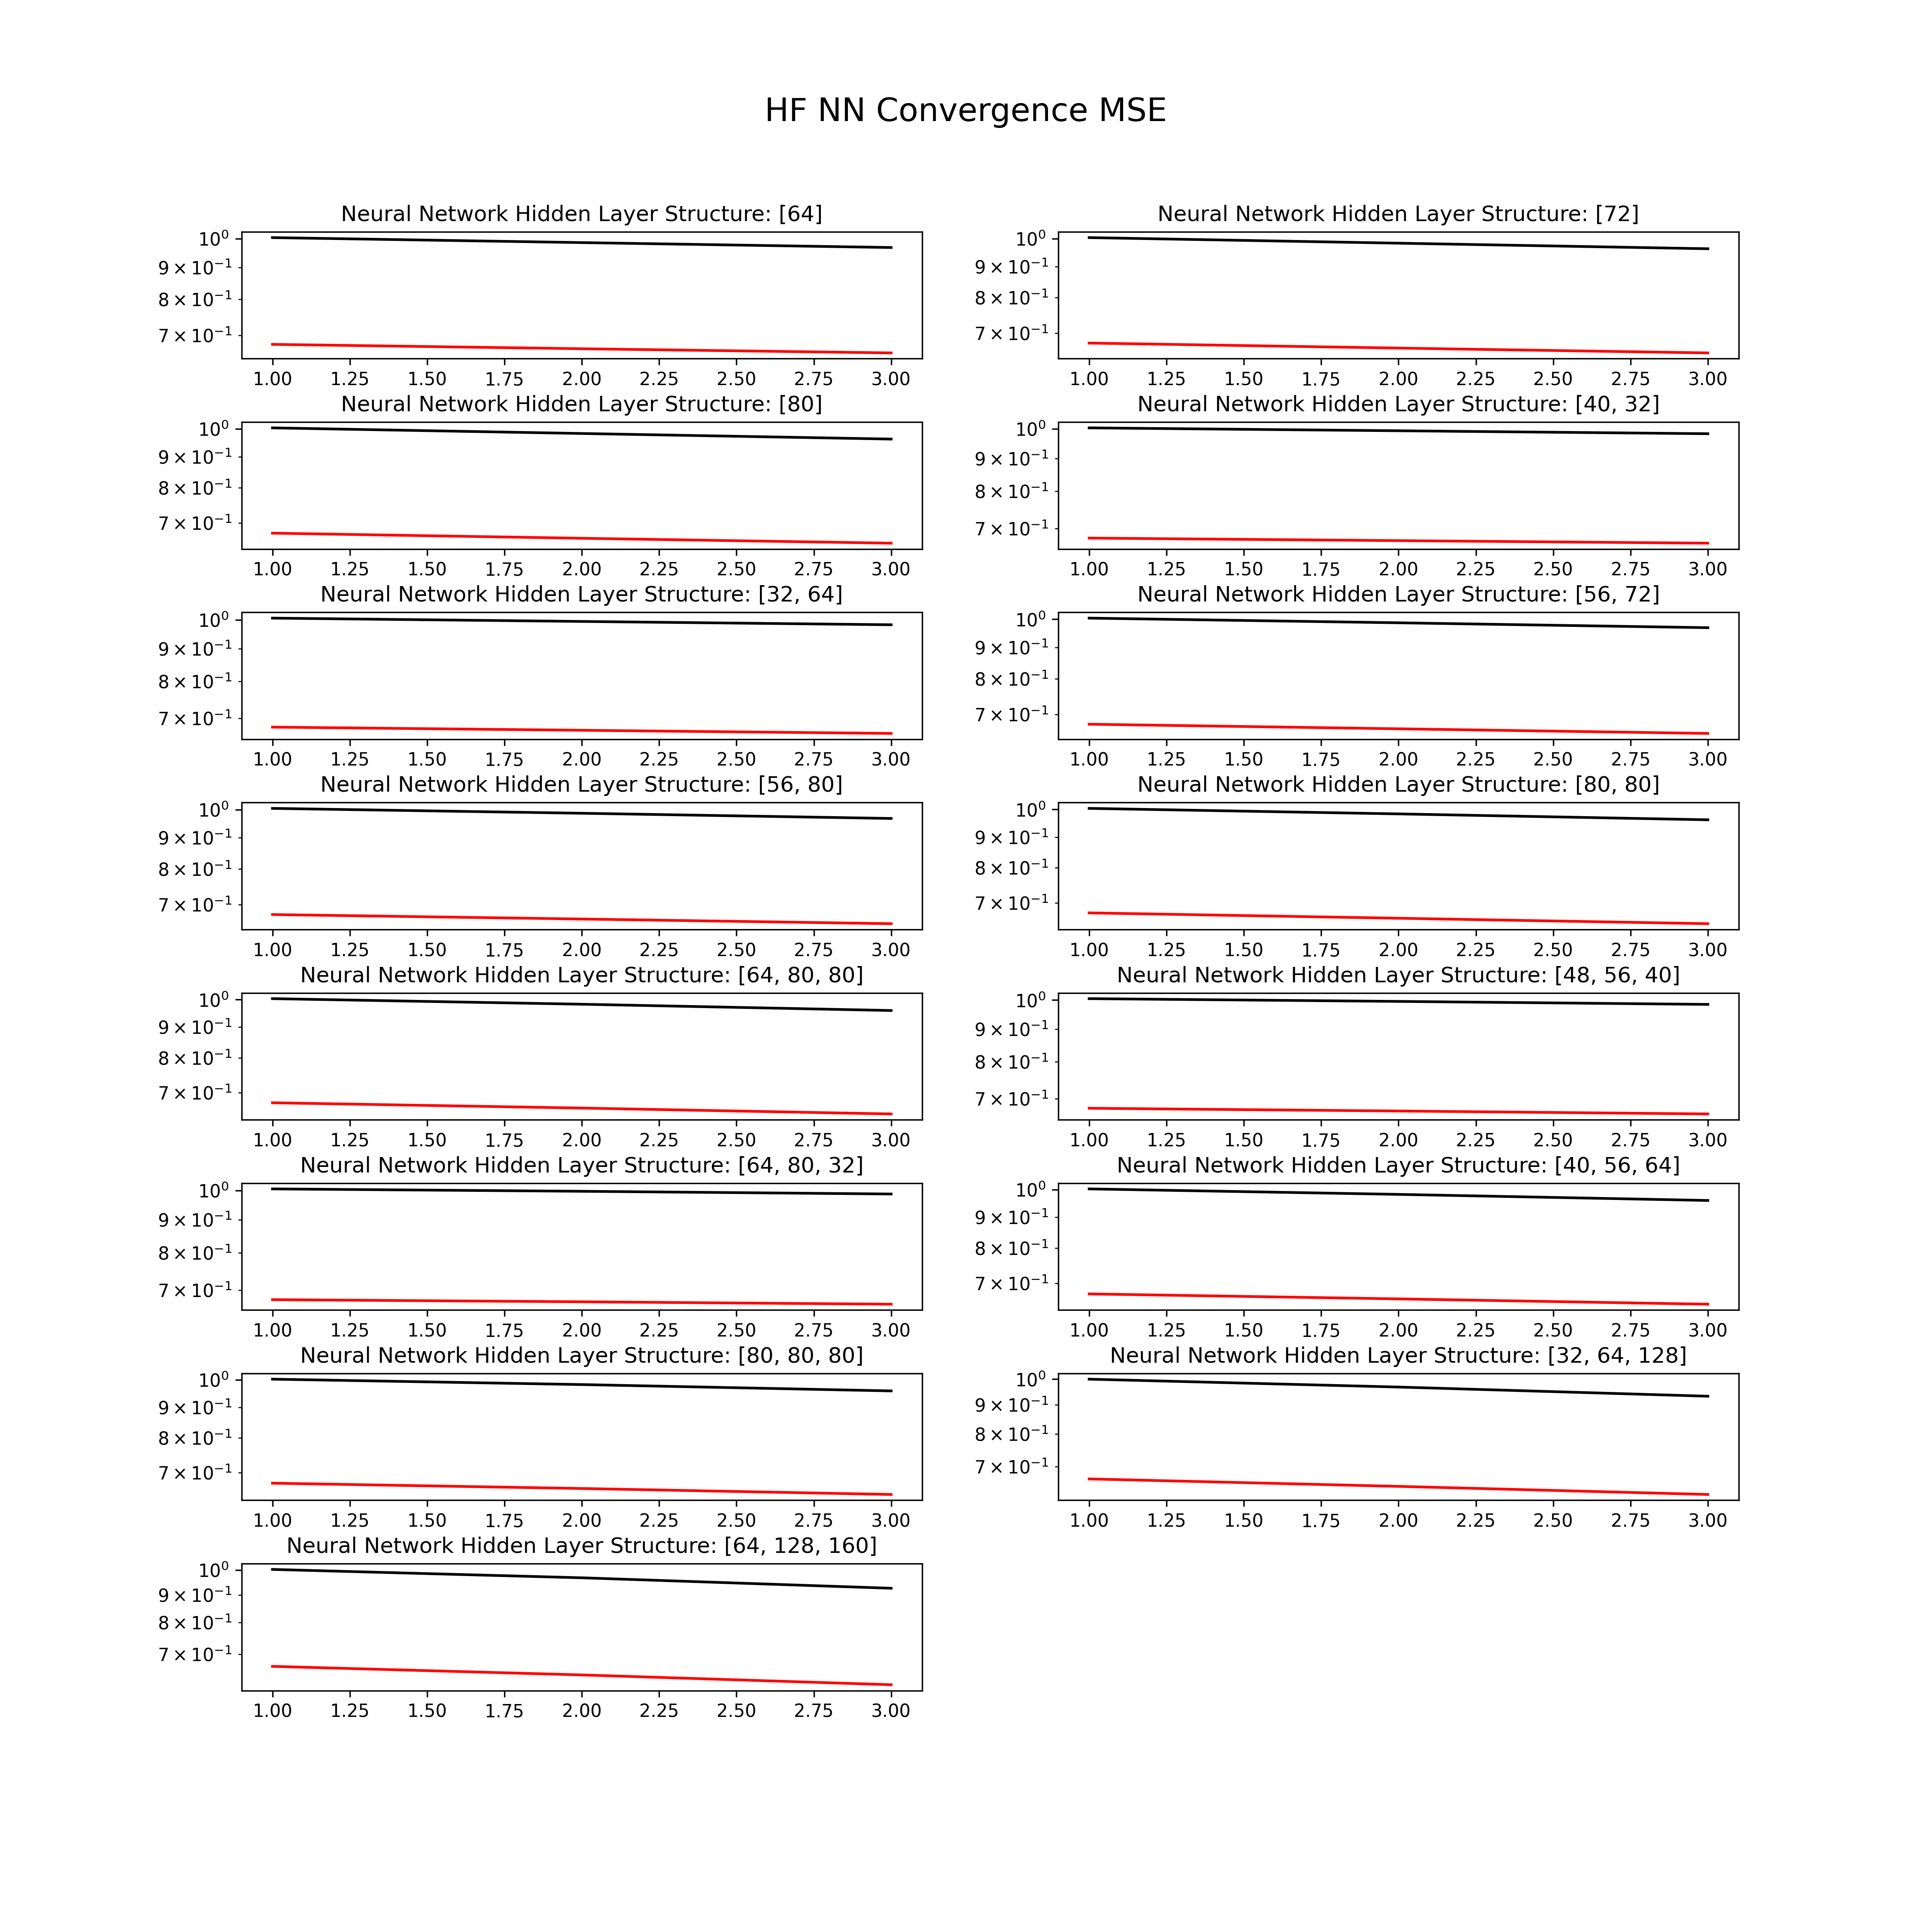 HF NN Convergence MSE
Neural Network Hidden Layer Structure: [64]
10⁰
9 × 10⁻¹
8 × 10⁻¹
7 × 10⁻¹
1.00 1.25 1.50 1.75 2.00 2.25 2.50 2.75 3.00
Neural Network Hidden Layer Structure: [72]
10⁰
9 × 10⁻¹
8 × 10⁻¹
7 × 10⁻¹
1.00 1.25 1.50 1.75 2.00 2.25 2.50 2.75 3.00
Neural Network Hidden Layer Structure: [80]
10⁰
9 × 10⁻¹
8 × 10⁻¹
7 × 10⁻¹
1.00 1.25 1.50 1.75 2.00 2.25 2.50 2.75 3.00
Neural Network Hidden Layer Structure: [40, 32]
10⁰
9 × 10⁻¹
8 × 10⁻¹
7 × 10⁻¹
1.00 1.25 1.50 1.75 2.00 2.25 2.50 2.75 3.00
Neural Network Hidden Layer Structure: [32, 64]
10⁰
9 × 10⁻¹
8 × 10⁻¹
7 × 10⁻¹
1.00 1.25 1.50 1.75 2.00 2.25 2.50 2.75 3.00
Neural Network Hidden Layer Structure: [56, 72]
10⁰
9 × 10⁻¹
8 × 10⁻¹
7 × 10⁻¹
1.00 1.25 1.50 1.75 2.00 2.25 2.50 2.75 3.00
Neural Network Hidden Layer Structure: [56, 80]
10⁰
9 × 10⁻¹
8 × 10⁻¹
7 × 10⁻¹
1.00 1.25 1.50 1.75 2.00 2.25 2.50 2.75 3.00
Neural Network Hidden Layer Structure: [80, 80]
10⁰
9 × 10⁻¹
8 × 10⁻¹
7 × 10⁻¹
1.00 1.25 1.50 1.75 2.00 2.25 2.50 2.75 3.00
Neural Network Hidden Layer Structure: [64, 80, 80]
10⁰
9 × 10⁻¹
8 × 10⁻¹
7 × 10⁻¹
1.00 1.25 1.50 1.75 2.00 2.25 2.50 2.75 3.00
Neural Network Hidden Layer Structure: [48, 56, 40]
10⁰
9 × 10⁻¹
8 × 10⁻¹
7 × 10⁻¹
1.00 1.25 1.50 1.75 2.00 2.25 2.50 2.75 3.00
Neural Network Hidden Layer Structure: [64, 80, 32]
10⁰
9 × 10⁻¹
8 × 10⁻¹
7 × 10⁻¹
1.00 1.25 1.50 1.75 2.00 2.25 2.50 2.75 3.00
Neural Network Hidden Layer Structure: [40, 56, 64]
10⁰
9 × 10⁻¹
8 × 10⁻¹
7 × 10⁻¹
1.00 1.25 1.50 1.75 2.00 2.25 2.50 2.75 3.00
Neural Network Hidden Layer Structure: [80, 80, 80]
10⁰
9 × 10⁻¹
8 × 10⁻¹
7 × 10⁻¹
1.00 1.25 1.50 1.75 2.00 2.25 2.50 2.75 3.00
Neural Network Hidden Layer Structure: [32, 64, 128]
10⁰
9 × 10⁻¹
8 × 10⁻¹
7 × 10⁻¹
1.00 1.25 1.50 1.75 2.00 2.25 2.50 2.75 3.00
Neural Network Hidden Layer Structure: [64, 128, 160]
10⁰
9 × 10⁻¹
8 × 10⁻¹
7 × 10⁻¹
1.00 1.25 1.50 1.75 2.00 2.25 2.50 2.75 3.00